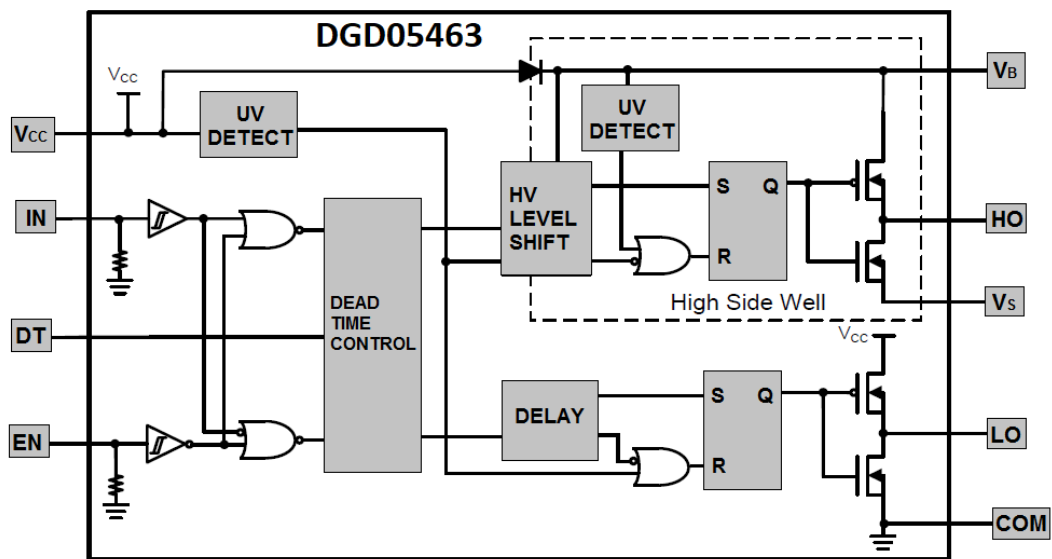 DGD05463
VCC
VCC
UV
DETECT
UV
DETECT
VB
IN
HV
LEVEL
SHIFT
S
Q
R
HO
High Side Well
VS
DT
DEAD
TIME
CONTROL
VCC
EN
DELAY
S
Q
R
LO
COM